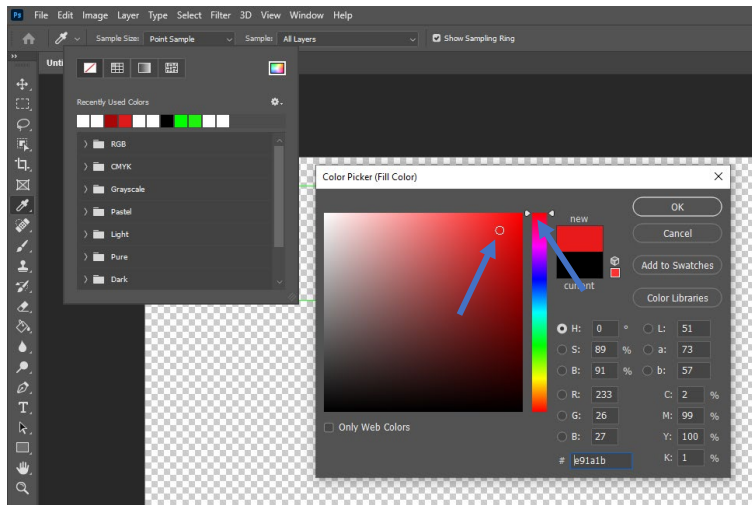 Ps File Edit Image Layer Type Select Filter 3D View Window Help
Sample Size: Point Sample Sample: All Layers Show Sampling Ring
Unti
Recently Used Colors
RGB
CMYK
Grayscale
Pastel
Light
Pure
Dark
Color Picker (Fill Color)
new
current
OK
Cancel
Add to Swatches
Color Libraries
H: 0 ° L: 51
S: 89 % a: 73
B: 91 % b: 57
R: 233 C: 2 %
G: 26 M: 99 %
B: 27 Y: 100 %
# e91a1b K: 1 %
Only Web Colors